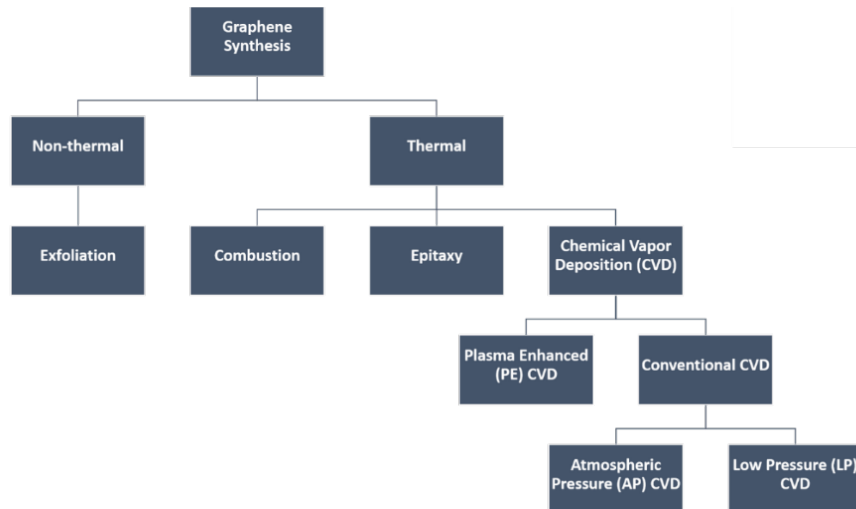 Graphene
Synthesis
Non-thermal
Thermal
Exfoliation
Combustion
Epitaxy
Chemical Vapor
Deposition (CVD)
Plasma Enhanced
(PE) CVD
Conventional CVD
Atmospheric
Pressure (AP) CVD
Low Pressure (LP)
CVD